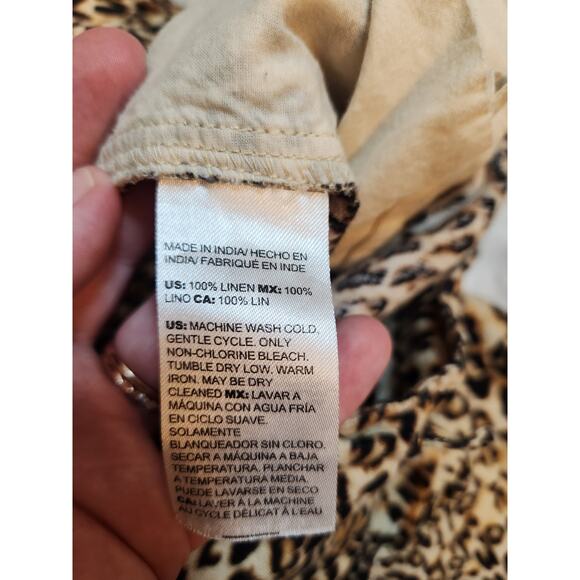 MADE IN INDIA/ HECHO EN
INDIA/ FABRIQUÉ EN INDE
US: 100% LINEN MX: 100%
LINO CA: 100% LIN
US: MACHINE WASH COLD.
GENTLE CYCLE. ONLY
NON-CHLORINE BLEACH.
TUMBLE DRY LOW. WARM
IRON. MAY BE DRY
CLEANED MX: LAVAR A
MÁQUINA CON AGUA FRÍA
EN CICLO SUAVE.
SOLAMENTE
BLANQUEADOR SIN CLORO.
SECAR A MÁQUINA A BAJA
TEMPERATURA. PLANCHAR
A TEMPERATURA MEDIA.
PUEDE LAVARSE EN SECO
CA: LAVER À LA MACHINE
AU CYCLE DÉLICAT À L'EAU